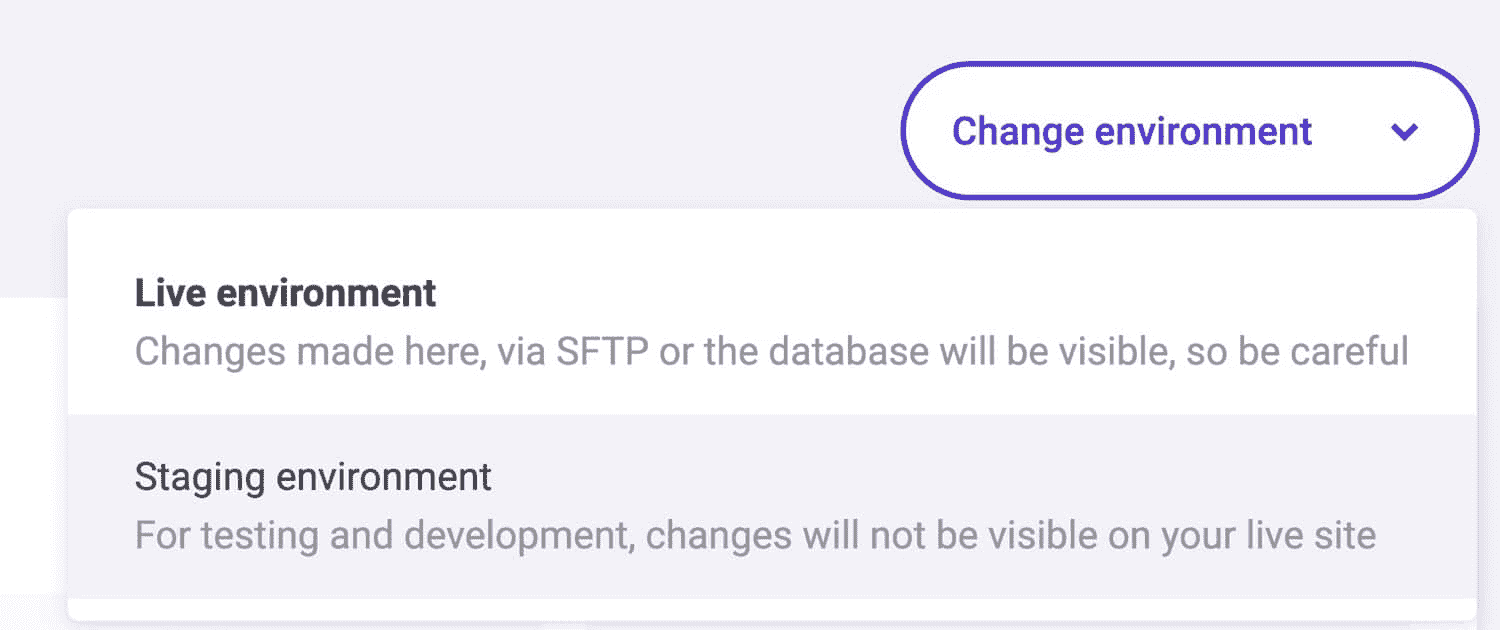 Change environment
Live environment
Changes made here, via SFTP or the database will be visible, so be careful
Staging environment
For testing and development, changes will not be visible on your live site